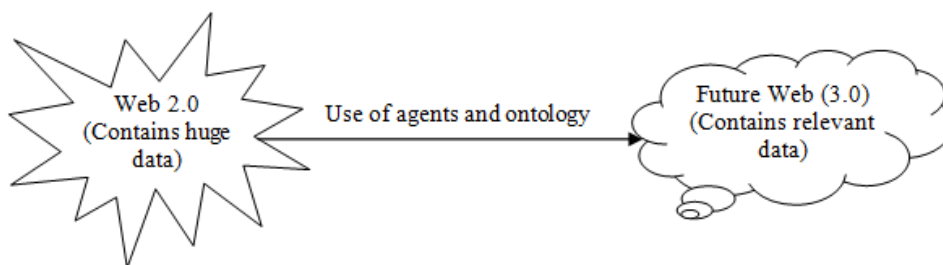 Web 2.0
(Contains huge
data)
Use of agents and ontology
Future Web (3.0)
(Contains relevant
data)